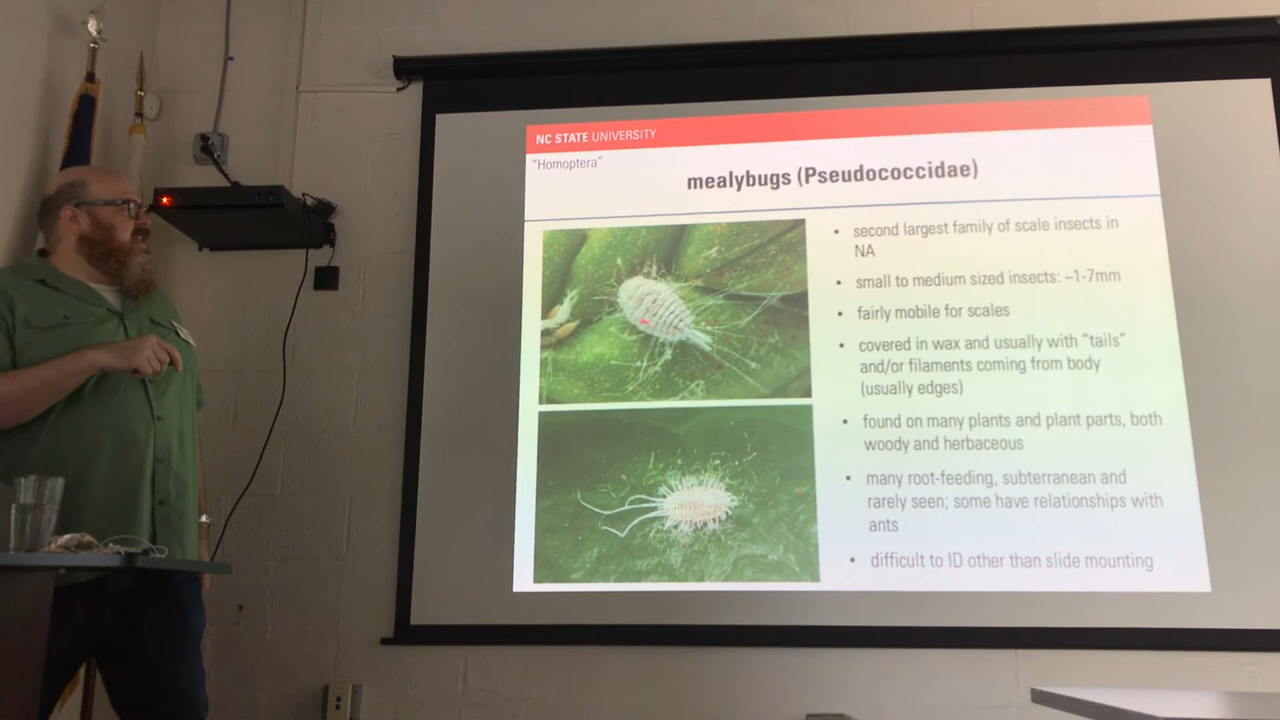 NC STATE UNIVERSITY
"Homoptera"
mealybugs (Pseudococcidae)
• second largest family of scale insects in
NA
• small to medium sized insects: ~1-7mm
• fairly mobile for scales
• covered in wax and usually with "tails"
and/or filaments coming from body
(usually edges)
• found on many plants and plant parts, both
woody and herbaceous
• many root-feeding, subterranean and
rarely seen; some have relationships with
ants
• difficult to ID other than slide mounting